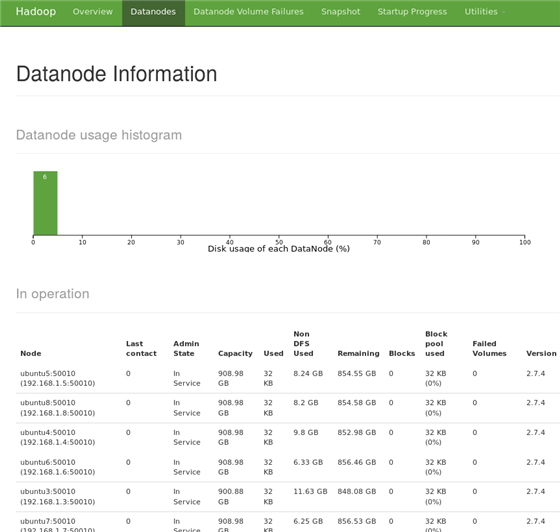 Hadoop Overview Datanodes Datanode Volume Failures Snapshot Startup Progress Utilities
Datanode Information
Datanode usage histogram
6
0 10 20 30 40 50 60 70 80 90 100
Disk usage of each DataNode (%)
In operation
Node Last contact Admin State Capacity Used Non DFS Used Remaining Blocks Block pool used Failed Volumes Version
ubuntu5:50010 0 In 908.98 32 8.24 GB 854.55 GB 0 32 KB 0 2.7.4
(192.168.1.5:50010) Service GB KB (0%)
ubuntu8:50010 0 In 908.98 32 8.2 GB 854.58 GB 0 32 KB 0 2.7.4
(192.168.1.8:50010) Service GB KB (0%)
ubuntu4:50010 0 In 908.98 32 9.8 GB 852.98 GB 0 32 KB 0 2.7.4
(192.168.1.4:50010) Service GB KB (0%)
ubuntu6:50010 0 In 908.98 32 6.33 GB 856.46 GB 0 32 KB 0 2.7.4
(192.168.1.6:50010) Service GB KB (0%)
ubuntu3:50010 0 In 900.88 32 11.63 GB 848.08 GB 0 32 KB 0 2.7.4
(192.168.1.3:50010) Service GB KB (0%)
ubuntu7:50010 0 In 908.98 32 6.25 GB 856.53 GB 0 32 KB 0 2.7.4
(192.168.1.7:50010) Service GB KB (0%)